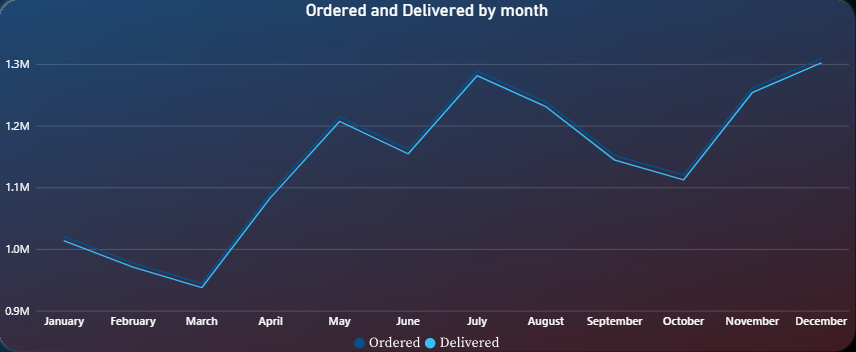 Ordered and Delivered by month
1.3M
1.2M
1.1M
1.0M
0.9M
January February March April May June July August September October November December
Ordered Delivered